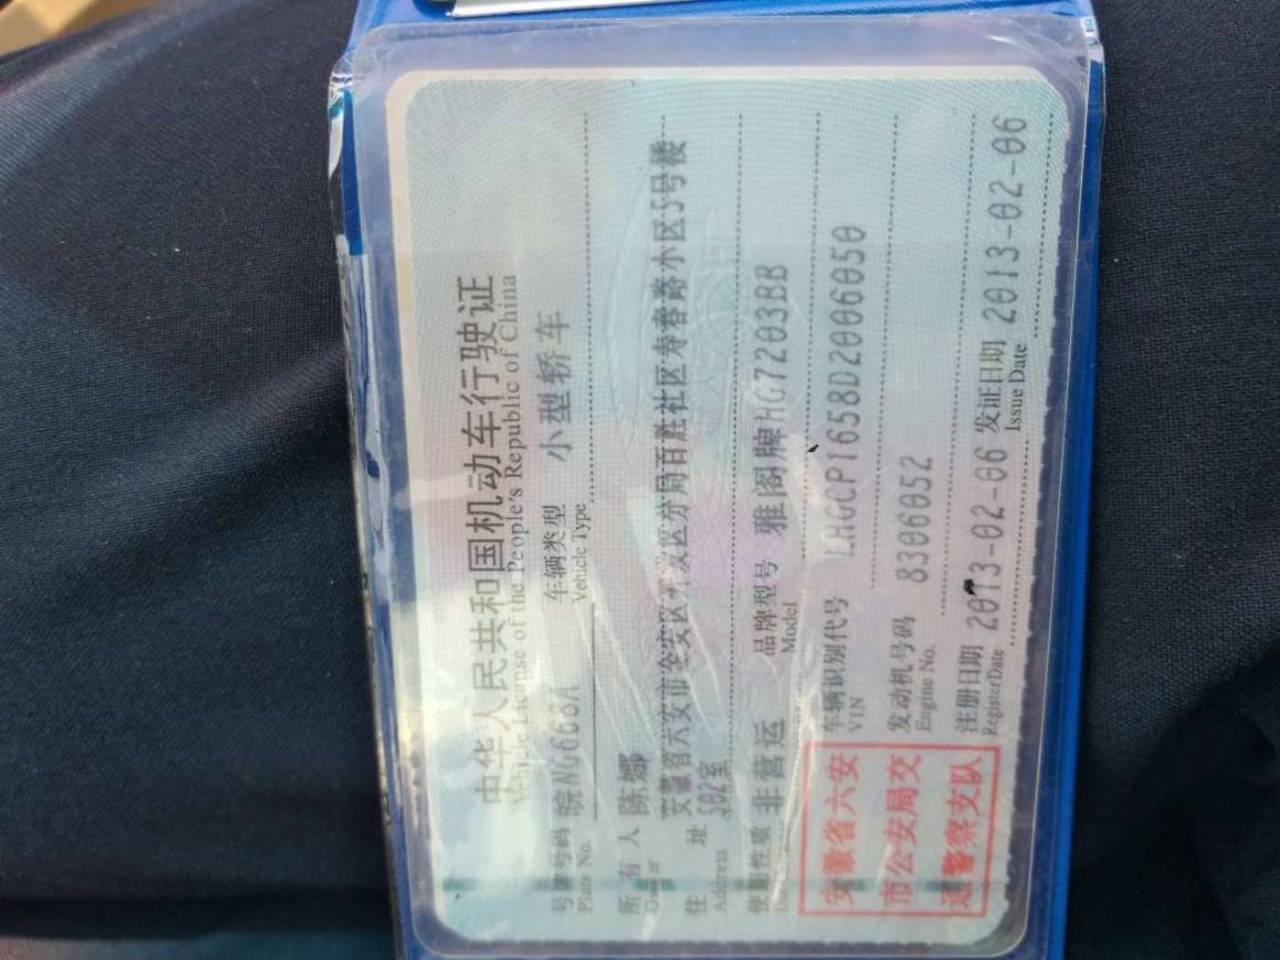 中华人民共和国机动车行驶证
Vehicle License of the People's Republic of China
号牌号码 皖NG668A 车辆类型 小型轿车
Plate No. Vehicle Type
所有人 陈娜
Owner
住址 安徽省六安市金安区开发区分局百胜社区寿春路小区5号楼
Address 502室
使用性质 非营运 品牌型号 雅阁牌HG7203BB
Model
车辆识别代号 LHGCP1658D2006050
VIN
发动机号码 8306052
Engine No.
注册日期 2013-02-06 发证日期 2013-02-06
Register Date Issue Date
安徽省六安
市公安局交
通警察支队